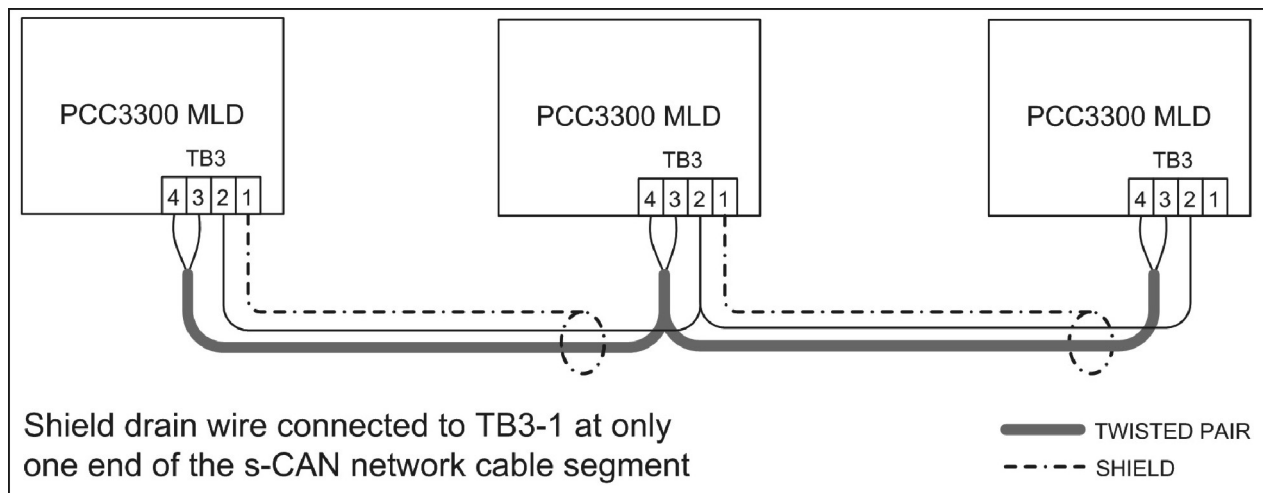 PCC3300 MLD
TB3
4 3 2 1
PCC3300 MLD
TB3
4 3 2 1
PCC3300 MLD
TB3
4 3 2 1
Shield drain wire connected to TB3-1 at only
one end of the s-CAN network cable segment
TWISTED PAIR
SHIELD